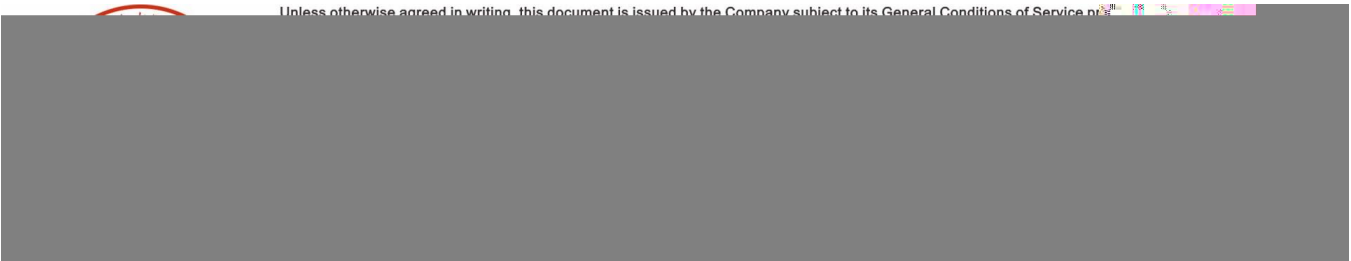 Unless otherwise agreed in writing, this document is issued by the Company subject to its General Conditions of Service